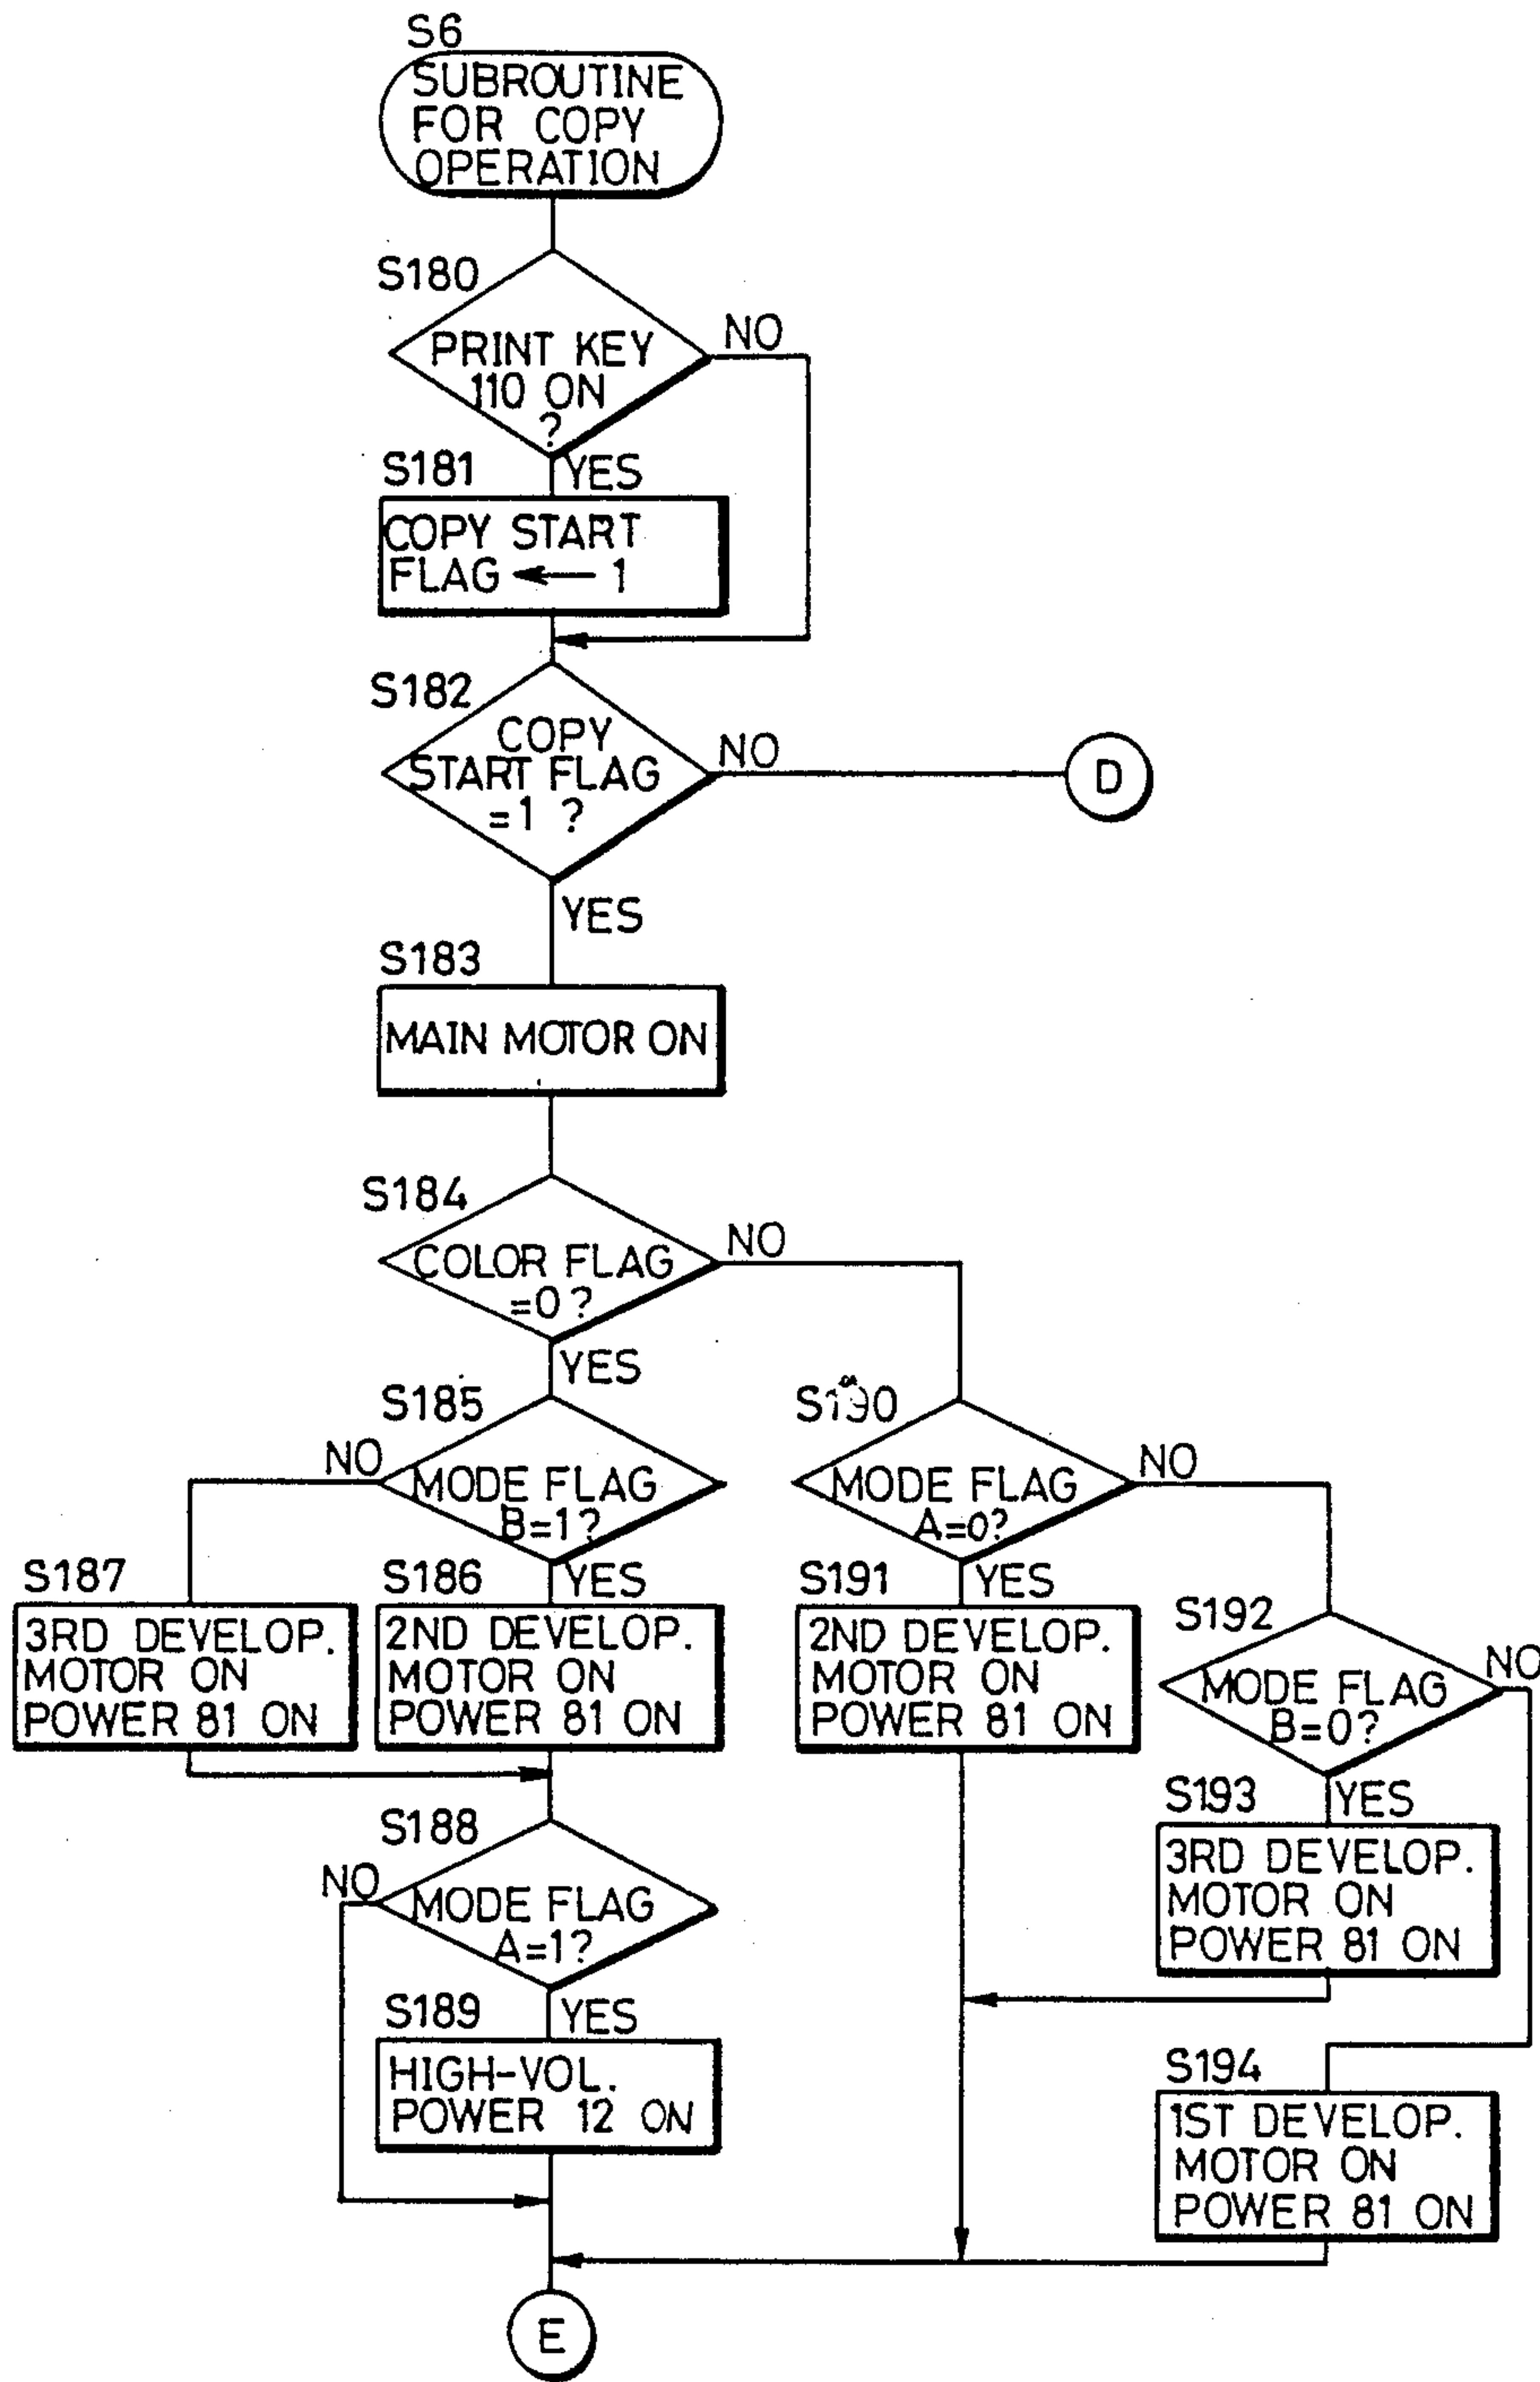 S6
SUBROUTINE
FOR COPY
OPERATION
S180
PRINT KEY
110 ON
?
NO
YES
S181
COPY START
FLAG ← 1
S182
COPY
START FLAG
=1 ?
NO
D
YES
S183
MAIN MOTOR ON
S184
COLOR FLAG
=0?
NO
YES
S185
MODE FLAG
B=1?
NO
YES
S190
MODE FLAG
A=0?
NO
YES
S187
3RD DEVELOP.
MOTOR ON
POWER 81 ON
S186
2ND DEVELOP.
MOTOR ON
POWER 81 ON
S191
2ND DEVELOP.
MOTOR ON
POWER 81 ON
S192
MODE FLAG
B=0?
NO
YES
S193
3RD DEVELOP.
MOTOR ON
POWER 81 ON
S188
MODE FLAG
A=1?
NO
YES
S189
HIGH-VOL.
POWER 12 ON
S194
1ST DEVELOP.
MOTOR ON
POWER 81 ON
E